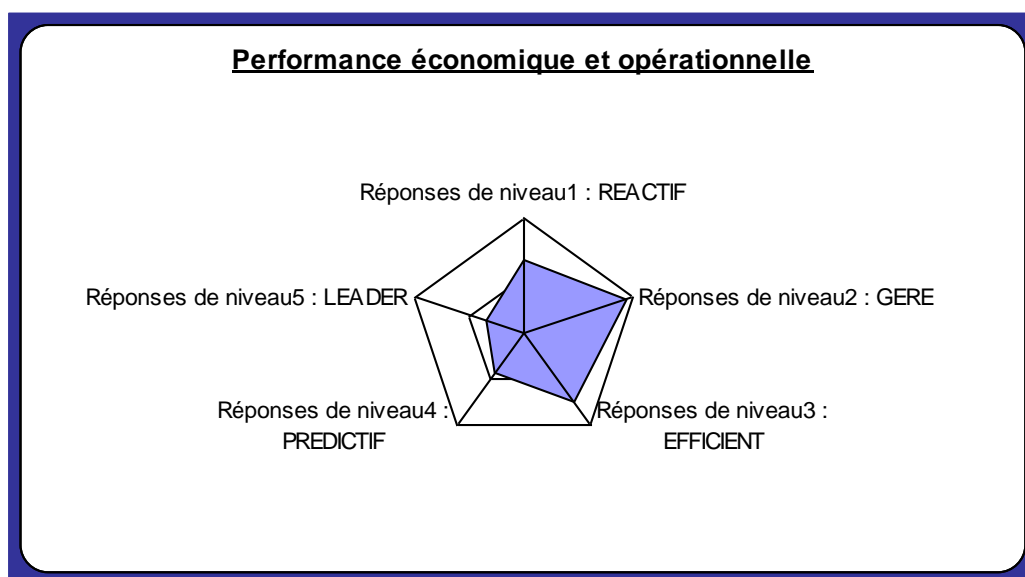 Performance économique et opérationnelle
Réponses de niveau1 : REACTIF
Réponses de niveau5 : LEADER
Réponses de niveau2 : GERE
Réponses de niveau4 :
PREDICTIF
Réponses de niveau3 :
EFFICIENT